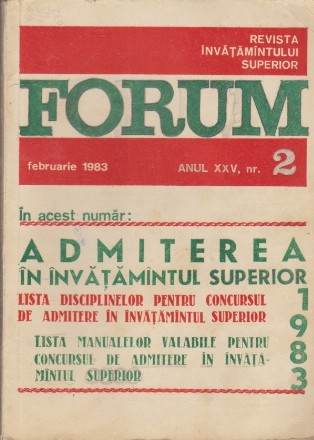 REVISTA
ÎNVĂȚĂMÎNTULUI
SUPERIOR
FORUM
februarie 1983
ANUL XXV, nr. 2
În acest număr:
ADMITEREA
ÎN ÎNVĂȚĂMÎNTUL SUPERIOR
1983
LISTA DISCIPLINELOR PENTRU CONCURSUL
DE ADMITERE ÎN ÎNVĂȚĂMÎNTUL SUPERIOR
LISTA MANUALELOR VALABILE PENTRU
CONCURSUL DE ADMITERE ÎN ÎNVĂȚĂ-
MÎNTUL SUPERIOR